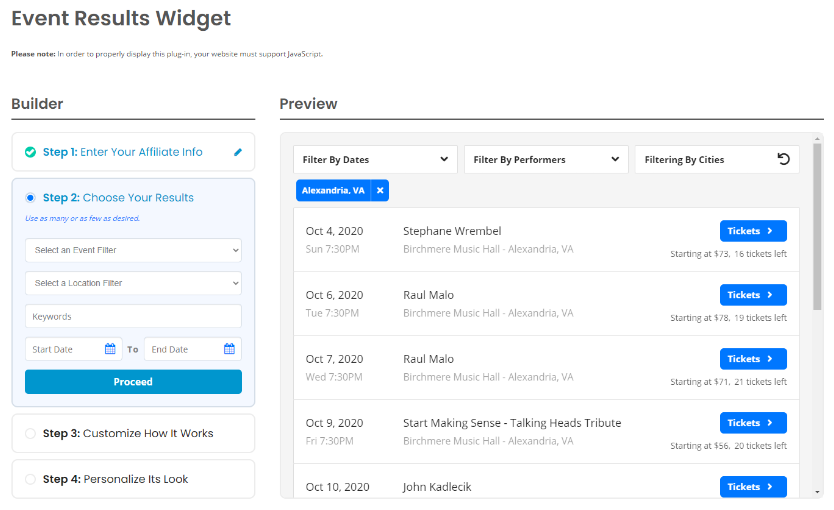 Event Results Widget
Please note: In order to properly display this plug-in, your website must support JavaScript.
Builder
Step 1: Enter Your Affiliate Info
Step 2: Choose Your Results
Use as many or as few as desired.
Select an Event Filter
Select a Location Filter
Keywords
Start Date To End Date
Proceed
Step 3: Customize How It Works
Step 4: Personalize Its Look
Preview
Filter By Dates Filter By Performers Filtering By Cities
Alexandria, VA ×
Oct 4, 2020 Stephane Wrembel Tickets
Sun 7:30PM Birchmere Music Hall - Alexandria, VA Starting at $73, 16 tickets left
Oct 6, 2020 Raul Malo Tickets
Tue 7:30PM Birchmere Music Hall - Alexandria, VA Starting at $78, 19 tickets left
Oct 7, 2020 Raul Malo Tickets
Wed 7:30PM Birchmere Music Hall - Alexandria, VA Starting at $71, 21 tickets left
Oct 9, 2020 Start Making Sense - Talking Heads Tribute Tickets
Fri 7:30PM Birchmere Music Hall - Alexandria, VA Starting at $56, 20 tickets left
Oct 10, 2020 John Kadlecik Tickets